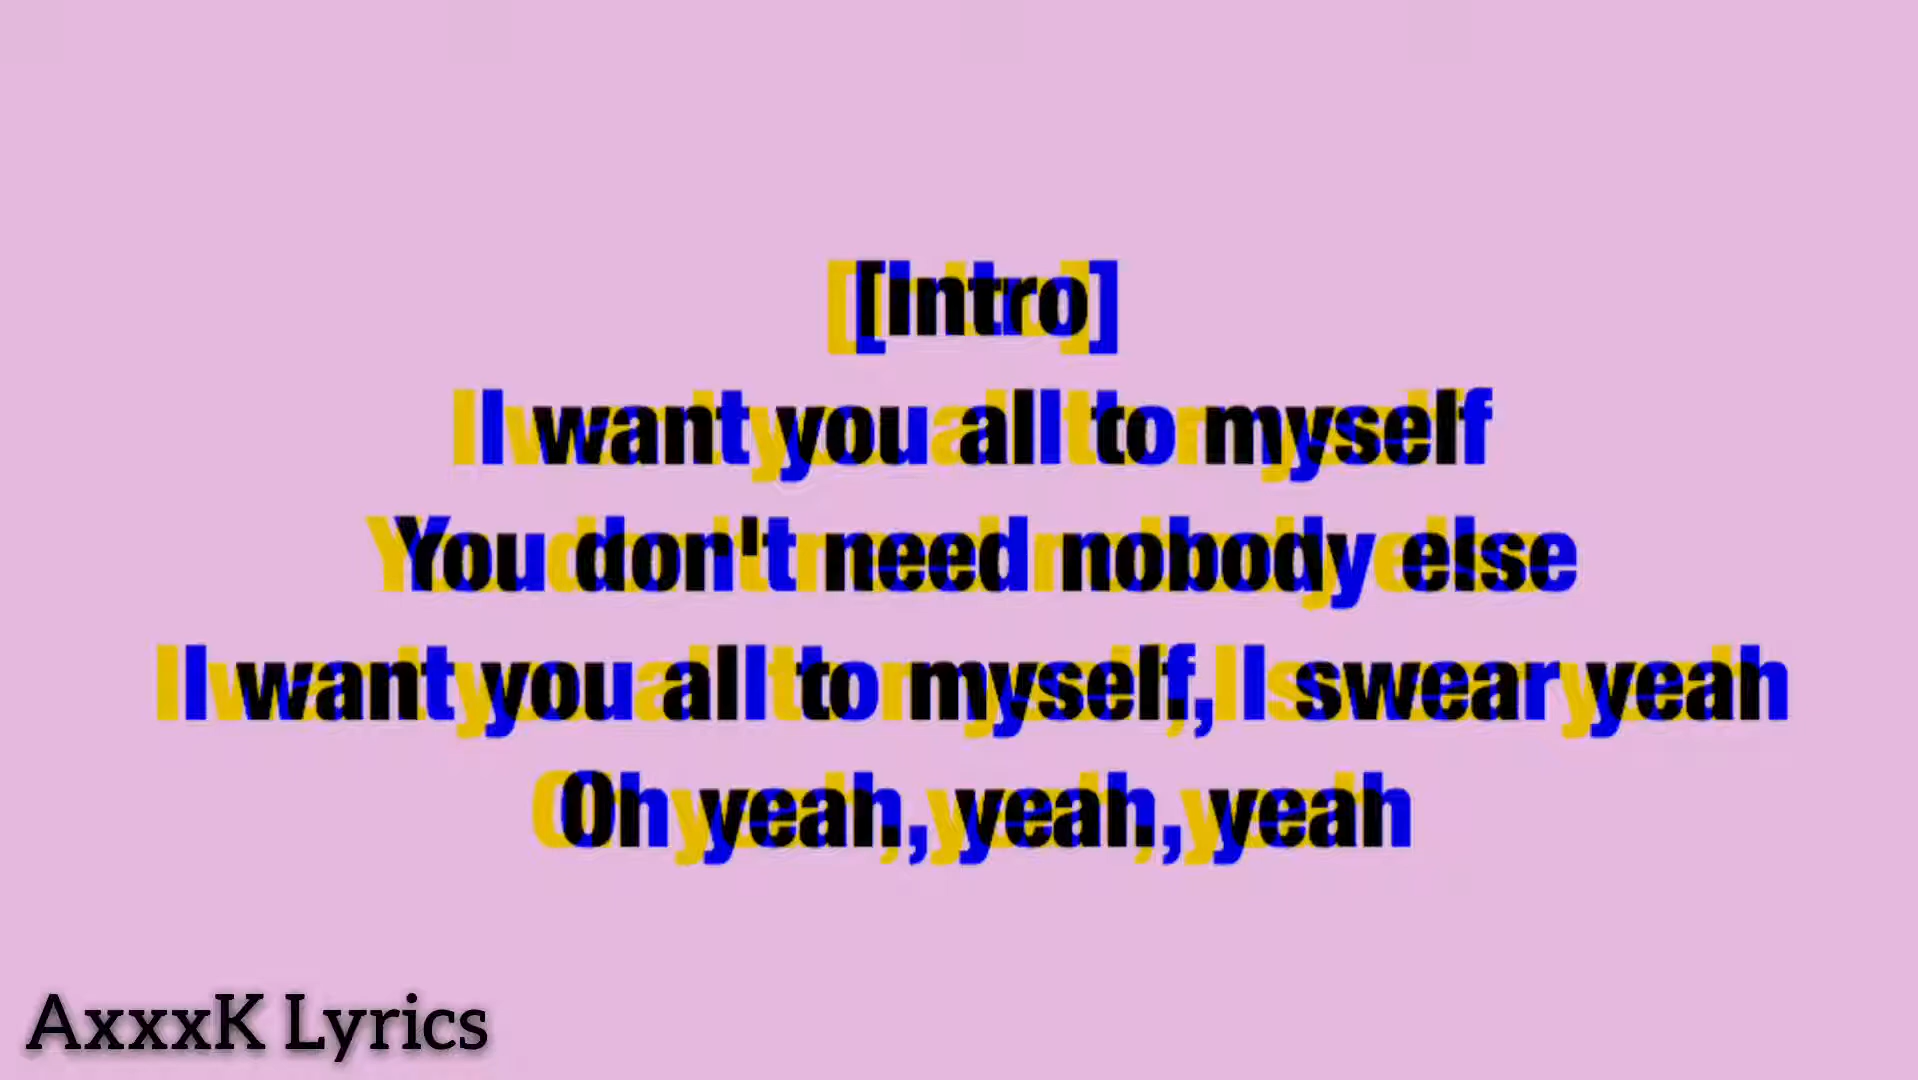 [Intro]
I want you all to myself
You don't need nobody else
I want you all to myself, I swear yeah
Oh yeah, yeah, yeah
AxxxK Lyrics